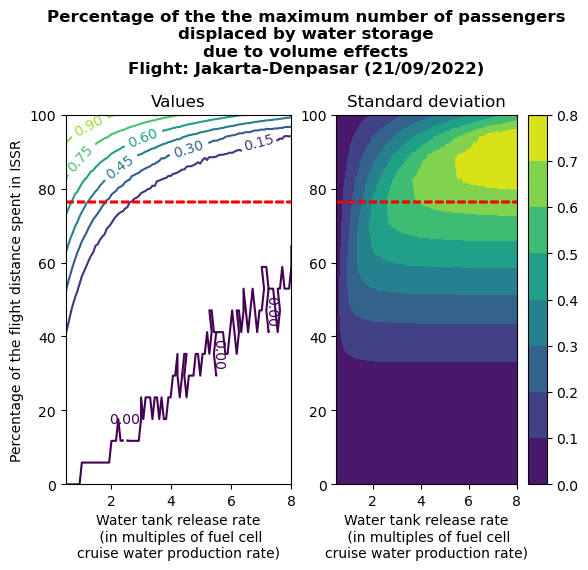 Percentage of the the maximum number of passengers
displaced by water storage
due to volume effects
Flight: Jakarta-Denpasar (21/09/2022)
Values
Standard deviation
Percentage of the flight distance spent in ISSR
100
80
60
40
20
0
0.90
0.75
0.60
0.45
0.30
0.15
0.00
0.00
0.00
2
4
6
8
Water tank release rate
(in multiples of fuel cell
cruise water production rate)
100
80
60
40
20
0
2
4
6
8
Water tank release rate
(in multiples of fuel cell
cruise water production rate)
0.8
0.7
0.6
0.5
0.4
0.3
0.2
0.1
0.0